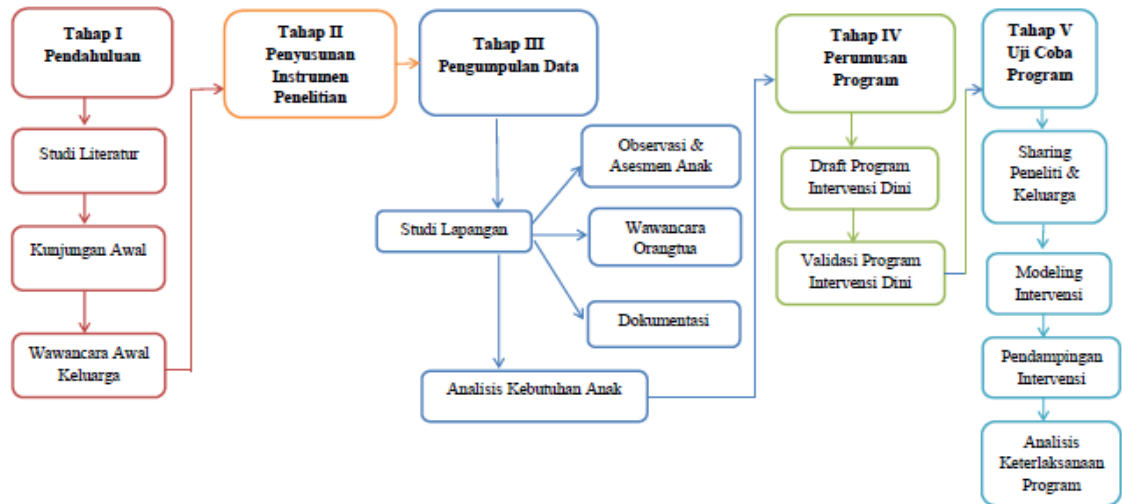 Tahap I
Pendahuluan
Studi Literatur
Kunjungan Awal
Wawancara Awal
Keluarga
Tahap II
Penyusunan
Instrumen
Penelitian
Tahap III
Pengumpulan Data
Studi Lapangan
Observasi &
Asesmen Anak
Wawancara
Orangtua
Dokumentasi
Analisis Kebutuhan Anak
Tahap IV
Perumusan
Program
Draft Program
Intervensi Dini
Validasi Program
Intervensi Dini
Tahap V
Uji Coba
Program
Sharing
Peneliti &
Keluarga
Modeling
Intervensi
Pendampingan
Intervensi
Analisis
Keterlaksanaan
Program